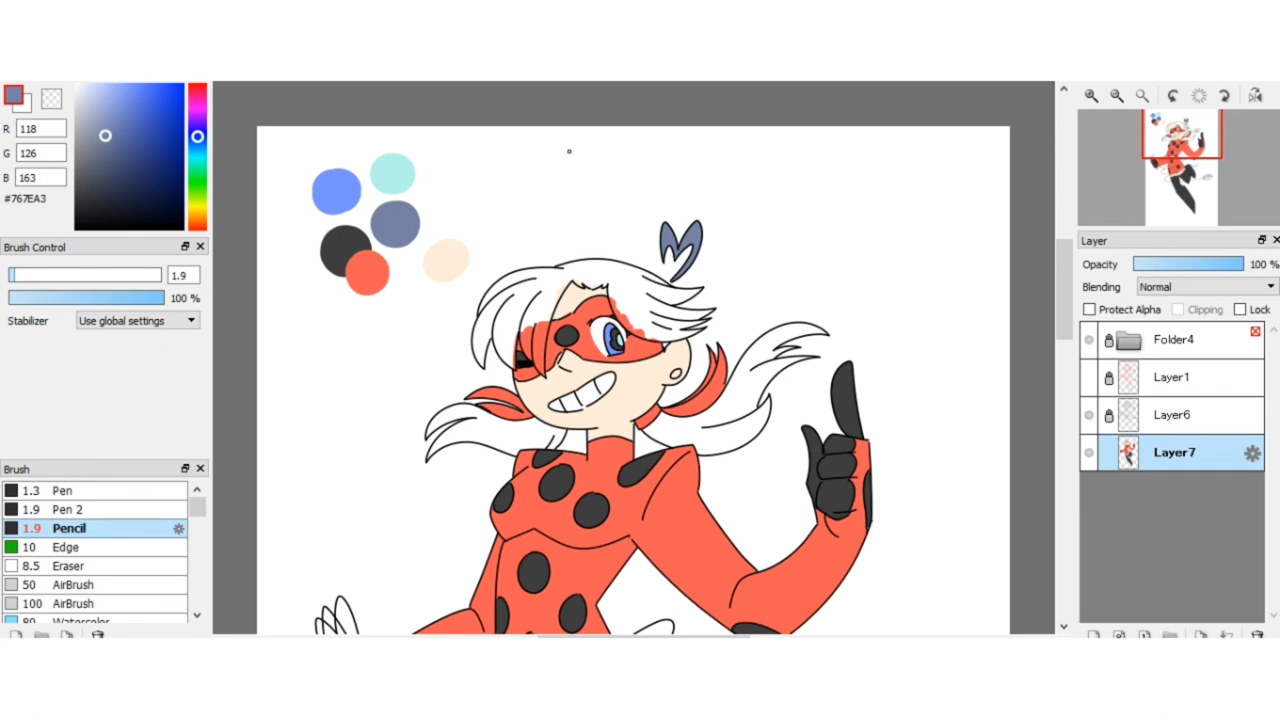 R 118
G 126
B 163
#767EA3
Brush Control
1.9
100 %
Stabilizer Use global settings
Brush
1.3 Pen
1.9 Pen 2
1.9 Pencil
10 Edge
8.5 Eraser
50 AirBrush
100 AirBrush
80 Watercolor
Layer
Opacity 100 %
Blending Normal
Protect Alpha Clipping Lock
Folder4
Layer1
Layer6
Layer7